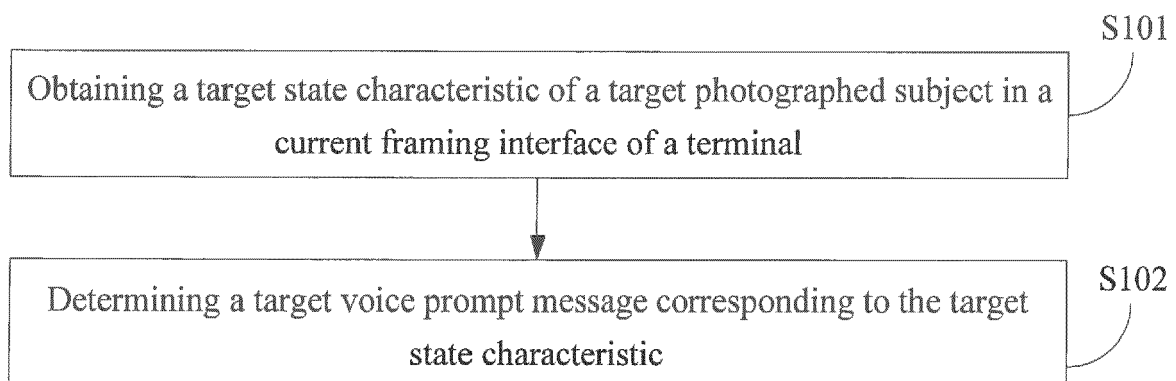 S101
Obtaining a target state characteristic of a target photographed subject in a
current framing interface of a terminal
S102
Determining a target voice prompt message corresponding to the target
state characteristic